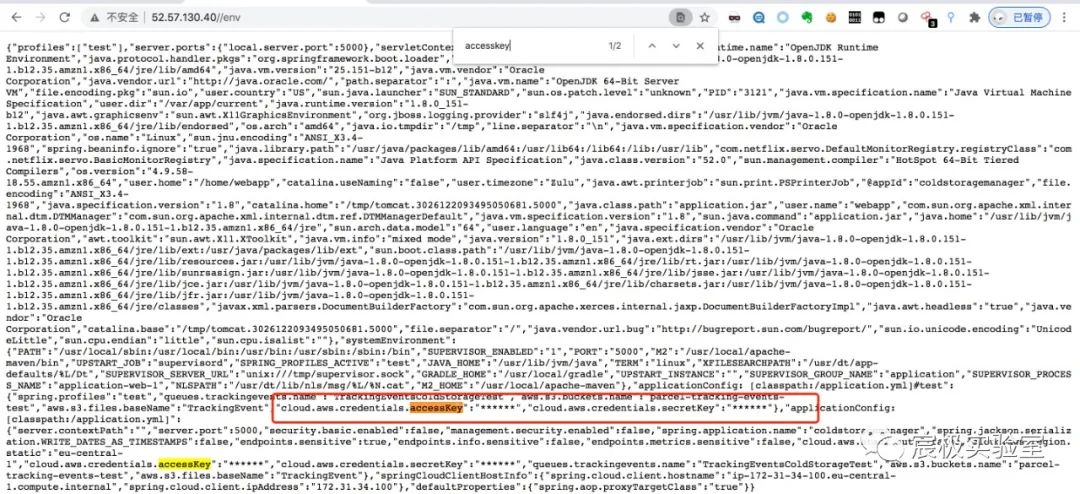 不安全 52.57.130.40//env 已暂停
accesskey 1/2
{"profiles":["test"],"server.ports":{"local.server.port":5000},"servletContex urtime.name":"OpenJDK Runtime
Environment","java.protocol.handler.pkgs":"org.springframework.boot.loader", -openjdk-1.8.0.151-
1.b12.35.amzn1.x86_64/jre/lib/amd64","java.vm.version":"25.151-b12","java.vm.vendor":"Oracle
Corporation","java.vendor.url":"http://java.oracle.com/","path.separator":":","java.vm.name":"OpenJDK 64-Bit Server
VM","file.encoding.pkg":"sun.io","user.country":"US","sun.java.launcher":"SUN_STANDARD","sun.os.patch.level":"unknown","PID":"3121","java.vm.specification.name":"Java Virtual Machine
Specification","user.dir":"/var/app/current","java.runtime.version":"1.8.0_151-
b12","java.awt.graphicsenv":"sun.awt.X11GraphicsEnvironment","org.jboss.logging.provider":"slf4j","java.endorsed.dirs":"/usr/lib/jvm/java-1.8.0-openjdk-1.8.0.151-
1.b12.35.amzn1.x86_64/jre/lib/endorsed","os.arch":"amd64","java.io.tmpdir":"/tmp","line.separator":"\n","java.vm.specification.vendor":"Oracle
Corporation","os.name":"Linux","sun.jnu.encoding":"ANSI_X3.4-
1968","spring.beaninfo.ignore":"true","java.library.path":"/usr/java/packages/lib/amd64:/usr/lib64:/lib64:/lib:/usr/lib","com.netflix.servo.DefaultMonitorRegistry.registryClass":"com
.netflix.servo.BasicMonitorRegistry","java.specification.name":"Java Platform API Specification","java.class.version":"52.0","sun.management.compiler":"HotSpot 64-Bit Tiered
Compilers","os.version":"4.9.58-
18.55.amzn1.x86_64","user.home":"/home/webapp","catalina.useNaming":"false","user.timezone":"Zulu","java.awt.printerjob":"sun.print.PSPrinterJob","@appId":"coldstoragemanager","file.
encoding":"ANSI_X3.4-
1968","java.specification.version":"1.8","catalina.home":"/tmp/tomcat.3026122093495050681.5000","java.class.path":"application.jar","user.name":"webapp","com.sun.org.apache.xml.inter
nal.dtm.DTMManager":"com.sun.org.apache.xml.internal.dtm.ref.DTMManagerDefault","java.vm.specification.version":"1.8","sun.java.command":"application.jar","java.home":"/usr/lib/jvm/j
ava-1.8.0-openjdk-1.8.0.151-1.b12.35.amzn1.x86_64/jre","sun.arch.data.model":"64","user.language":"en","java.specification.vendor":"Oracle
Corporation","awt.toolkit":"sun.awt.X11.XToolkit","java.vm.info":"mixed mode","java.version":"1.8.0_151","java.ext.dirs":"/usr/lib/jvm/java-1.8.0-openjdk-1.8.0.151-
1.b12.35.amzn1.x86_64/jre/lib/ext:/usr/java/packages/lib/ext","sun.boot.class.path":"/usr/lib/jvm/java-1.8.0-openjdk-1.8.0.151-
1.b12.35.amzn1.x86_64/jre/lib/resources.jar:/usr/lib/jvm/java-1.8.0-openjdk-1.8.0.151-1.b12.35.amzn1.x86_64/jre/lib/rt.jar:/usr/lib/jvm/java-1.8.0-openjdk-1.8.0.151-
1.b12.35.amzn1.x86_64/jre/lib/sunrsasign.jar:/usr/lib/jvm/java-1.8.0-openjdk-1.8.0.151-1.b12.35.amzn1.x86_64/jre/lib/jsse.jar:/usr/lib/jvm/java-1.8.0-openjdk-1.8.0.151-
1.b12.35.amzn1.x86_64/jre/lib/jce.jar:/usr/lib/jvm/java-1.8.0-openjdk-1.8.0.151-1.b12.35.amzn1.x86_64/jre/lib/charsets.jar:/usr/lib/jvm/java-1.8.0-openjdk-1.8.0.151-
1.b12.35.amzn1.x86_64/jre/lib/jfr.jar:/usr/lib/jvm/java-1.8.0-openjdk-1.8.0.151-
1.b12.35.amzn1.x86_64/jre/classes","javax.xml.parsers.DocumentBuilderFactory":"com.sun.org.apache.xerces.internal.jaxp.DocumentBuilderFactoryImpl","java.awt.headless":"true","java.ve
ndor":"Oracle
Corporation","catalina.base":"/tmp/tomcat.3026122093495050681.5000","file.separator":"/","java.vendor.url.bug":"http://bugreport.sun.com/bugreport/","sun.io.unicode.encoding":"Unicod
eLittle","sun.cpu.endian":"little","sun.cpu.isalist":""},"systemEnvironment":
{"PATH":"/usr/local/sbin:/usr/local/bin:/usr/bin:/usr/sbin:/sbin:/bin","SUPERVISOR_ENABLED":"1","PORT":"5000","M2":"/usr/local/apache-
maven/bin","UPSTART_JOB":"supervisord","SPRING_PROFILES_ACTIVE":"test","JAVA_HOME":"/usr/lib/jvm/java","TERM":"linux","XFILESEARCHPATH":"/usr/dt/app-
defaults/%L/Dt","SUPERVISOR_SERVER_URL":"unix:///tmp/supervisor.sock","GRADLE_HOME":"/usr/local/gradle","UPSTART_INSTANCE":"","SUPERVISOR_GROUP_NAME":"application","SUPERVISOR_PROCES
S_NAME":"application-web-1","NLSPATH":"/usr/dt/lib/nls/msg/%L/%N.cat","M2_HOME":"/usr/local/apache-maven"},"applicationConfig: [classpath:/application.yml]#test":
{"spring.profiles":"test","queues.trackingevents.name":"TrackingEventsColdStorageTest","aws.s3.buckets.name":"parcel-tracking-events-
test","aws.s3.files.baseName":"TrackingEvent","cloud.aws.credentials.accessKey":"******","cloud.aws.credentials.secretKey":"******"},"applicationConfig:
[classpath:/application.yml]":
{"server.contextPath":"","server.port":5000,"security.basic.enabled":false,"management.security.enabled":false,"spring.application.name":"coldstor nager","spring.jackson.serializ
ation.WRITE_DATES_AS_TIMESTAMPS":false,"endpoints.sensitive":true,"endpoints.info.sensitive":false,"endpoints.metrics.sensitive":false,"cloud.aws. gion.
static":"eu-central-
1","cloud.aws.credentials.accessKey":"******","cloud.aws.credentials.secretKey":"******","queues.trackingevents.name":"TrackingEventsColdStorageTest","aws.s3.buckets.name":"parcel-
tracking-events-test","aws.s3.files.baseName":"TrackingEvent"},"springCloudClientHostInfo":{"spring.cloud.client.hostname":"ip-172-31-34-100.eu-central-
1.compute.internal","spring.cloud.client.ipAddress":"172.31.34.100"},"defaultProperties":{"spring.aop.proxyTargetClass":"true"}}
宸极实验室